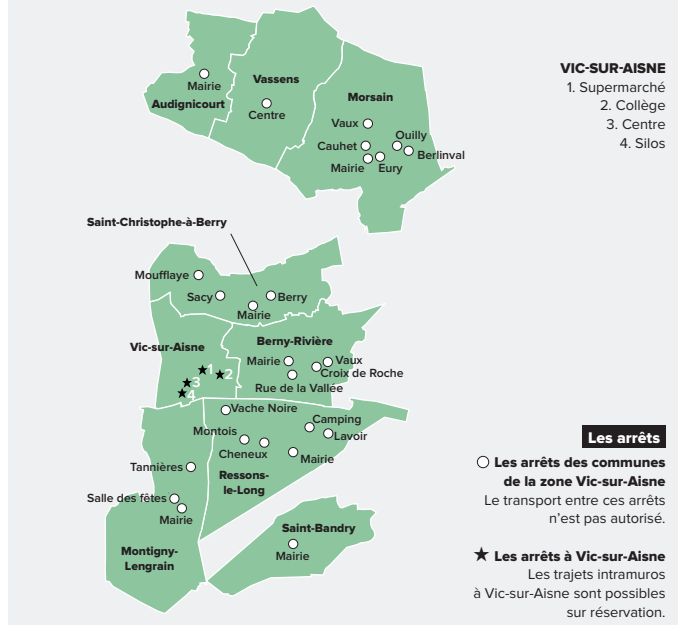 Mairie
Audignicourt
Vassens
Centre
Morsain
Vaux
Ouilly
Cauhet
Berlinval
Mairie
Eury
VIC-SUR-AISNE
1. Supermarché
2. Collège
3. Centre
4. Silos
Saint-Christophe-à-Berry
Moufflaye
Sacy
Berry
Mairie
Vic-sur-Aisne
1
2
3
4
Berny-Rivière
Mairie
Vaux
Croix de Roche
Rue de la Vallée
Vache Noire
Camping
Montois
Lavoir
Cheneux
Mairie
Ressons-
le-Long
Tannières
Salle des fêtes
Mairie
Montigny-
Lengrain
Saint-Bandry
Mairie
Les arrêts
Les arrêts des communes
de la zone Vic-sur-Aisne
Le transport entre ces arrêts
n’est pas autorisé.
Les arrêts à Vic-sur-Aisne
Les trajets intramuros
à Vic-sur-Aisne sont possibles
sur réservation.